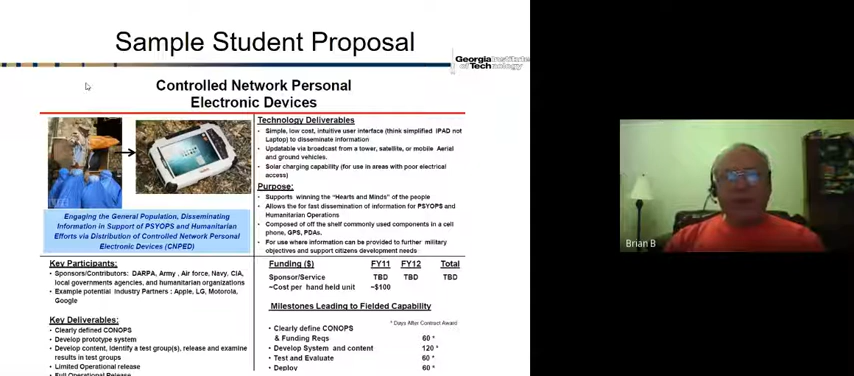 Sample Student Proposal
Georgia Institute
of Technology
Controlled Network Personal
Electronic Devices
Engaging the General Population, Disseminating
Information in Support of PSYOPS and Humanitarian
Efforts via Distribution of Controlled Network Personal
Electronic Devices (CNPED)
Technology Deliverables
• Simple, low cost, intuitive user interface (think simplified IPAD not
Laptop) to disseminate information
• Updatable via broadcast from a tower, satellite, or mobile Aerial
and ground vehicles.
• Solar charging capability (for use in areas with poor electrical
access)
Purpose:
• Supports winning the "Hearts and Minds" of the people
• Allows the for fast dissemination of information for PSYOPS and
Humanitarian Operations
• Composed of off the shelf commonly used components in a cell
phone, GPS, PDAs.
• For use where information can be provided to further military
objectives and support citizens development needs
Key Participants:
• Sponsors/Contributors: DARPA, Army , Air force, Navy, CIA,
local governments agencies, and humanitarian organizations
• Example potential Industry Partners : Apple, LG, Motorola,
Google
Key Deliverables:
• Clearly defined CONOPS
• Develop prototype system
• Develop content, identify a test group(s), release and examine
results in test groups
• Limited Operational release
• Full Operational Release
Funding ($) FY11 FY12 Total
Sponsor/Service TBD TBD TBD
~Cost per hand held unit ~$100
Milestones Leading to Fielded Capability
* Days After Contract Award
• Clearly define CONOPS
& Funding Reqs 60 *
• Develop System and content 120 *
• Test and Evaluate 60 *
• Deploy 60 *
Brian B